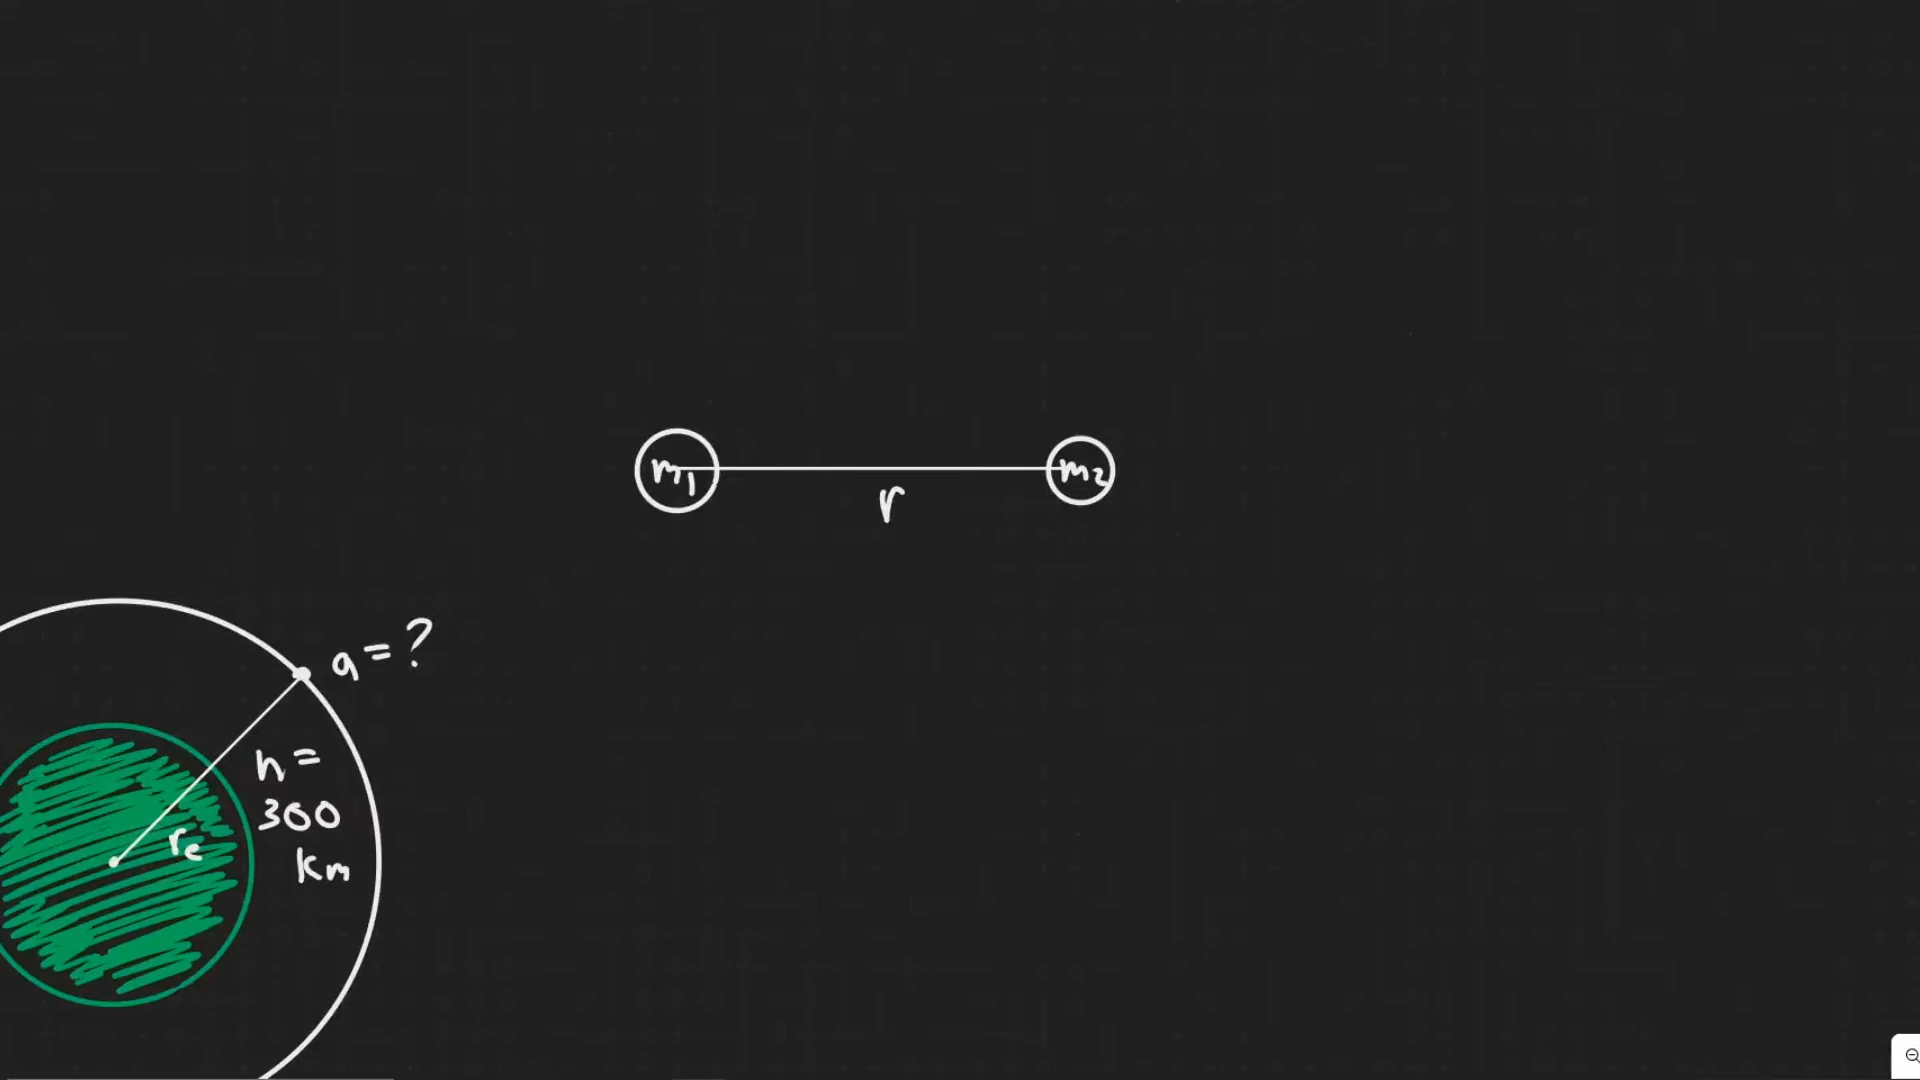 m₁
m₂
r
a = ?
h =
300
km
rₑ